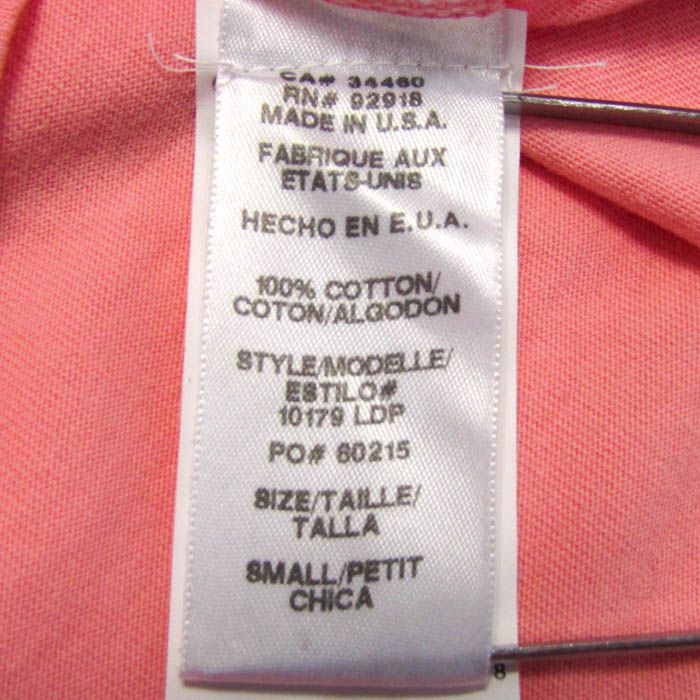 CA# 34460
RN# 92918
MADE IN U.S.A.
FABRIQUE AUX
ETATS-UNIS
HECHO EN E.U.A.
100% COTTON/
COTON/ALGODON
STYLE/MODELLE/
ESTILO#
10179 LDP
PO# 60215
SIZE/TAILLE/
TALLA
SMALL/PETIT
CHICA
8